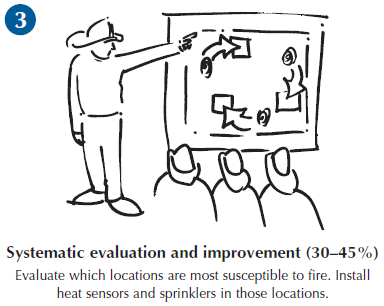 3
Systematic evaluation and improvement (30–45%)
Evaluate which locations are most susceptible to fire. Install
heat sensors and sprinklers in those locations.